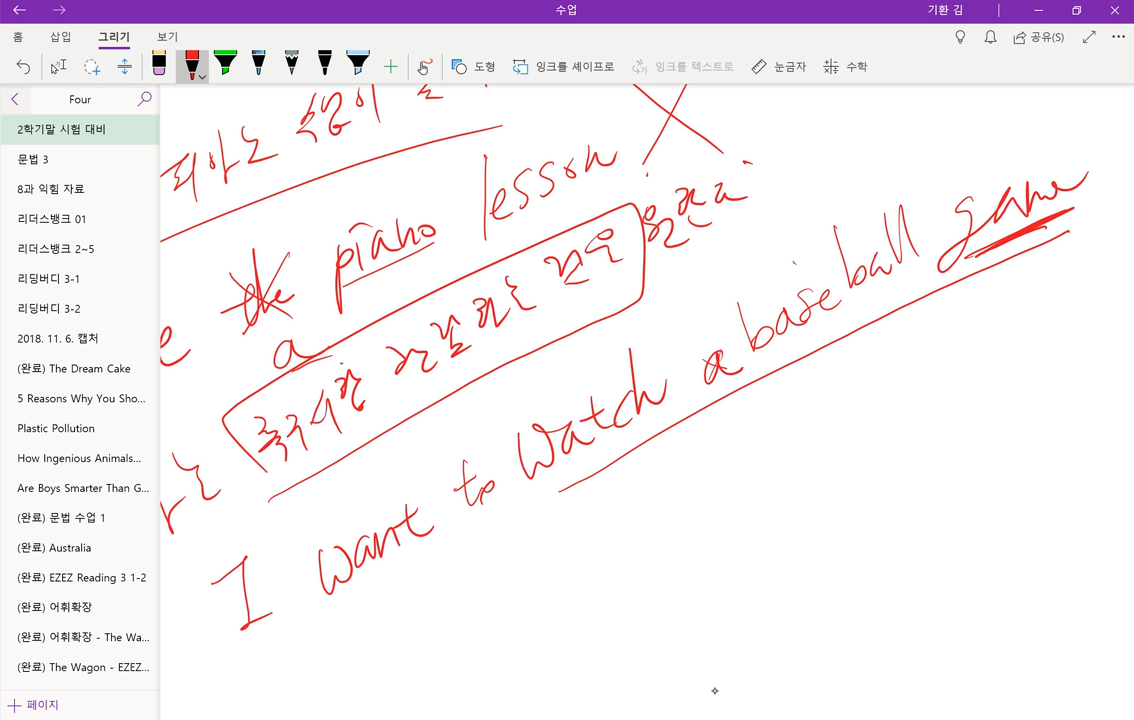 수업
기환 김
홈 삽입 그리기 보기
공유(S)
도형 잉크를 셰이프로 잉크를 텍스트로 눈금자 수학
Four
2학기말 시험 대비
문법 3
8과 익힘 자료
리더스뱅크 01
리더스뱅크 2~5
리딩버디 3-1
리딩버디 3-2
2018. 11. 6. 캡처
(완료) The Dream Cake
5 Reasons Why You Sho...
Plastic Pollution
How Ingenious Animals...
Are Boys Smarter Than G...
(완료) 문법 수업 1
(완료) Australia
(완료) EZEZ Reading 3 1-2
(완료) 어휘확장
(완료) 어휘확장 - The Wa...
(완료) The Wagon - EZEZ...
페이지
피아노
the piano lesson
a
I want to watch a baseball game